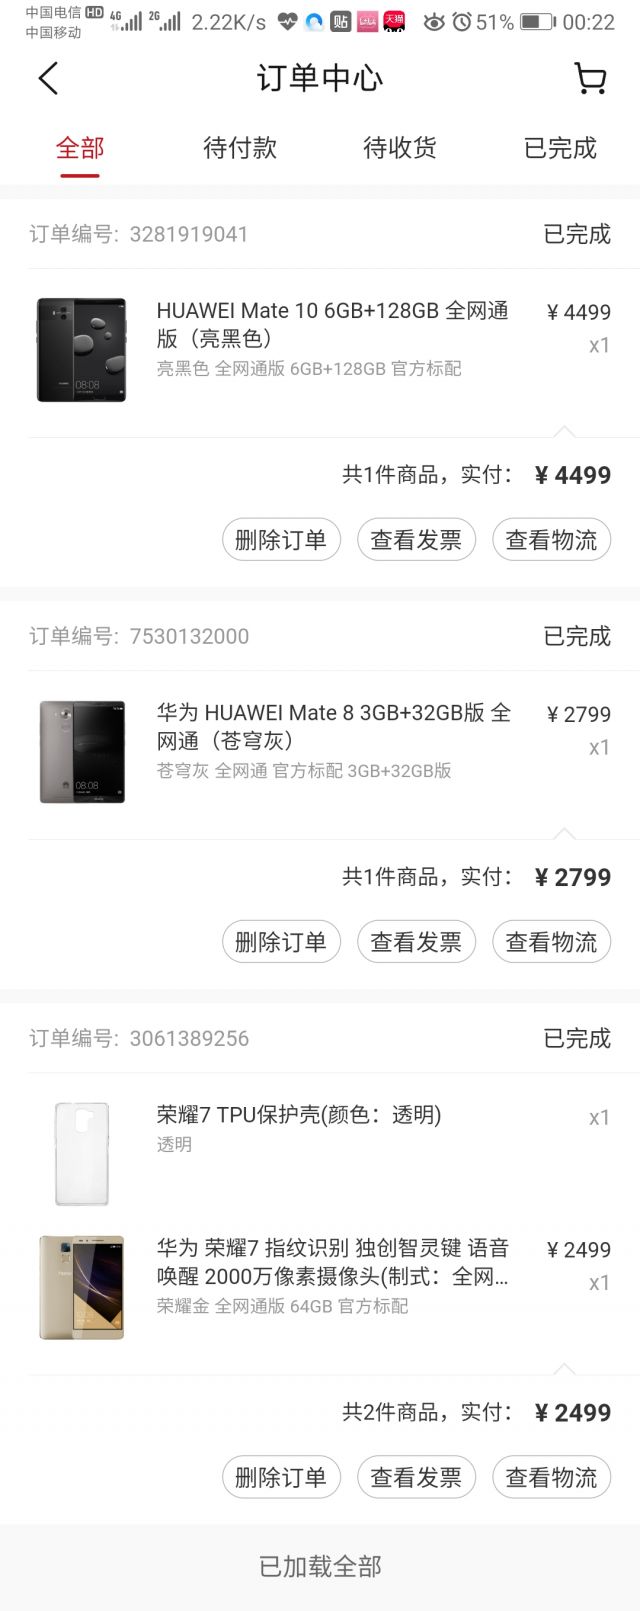 中国电信 HD 4G 2G 2.22K/s 贴 天猫 51% 00:22
中国移动
订单中心
全部 待付款 待收货 已完成
订单编号: 3281919041 已完成
HUAWEI Mate 10 6GB+128GB 全网通 ¥ 4499
版（亮黑色） x1
亮黑色 全网通版 6GB+128GB 官方标配
08:08
共1件商品，实付： ¥ 4499
删除订单 查看发票 查看物流
订单编号: 7530132000 已完成
华为 HUAWEI Mate 8 3GB+32GB版 全 ¥ 2799
网通（苍穹灰） x1
苍穹灰 全网通 官方标配 3GB+32GB版
08:08
共1件商品，实付： ¥ 2799
删除订单 查看发票 查看物流
订单编号: 3061389256 已完成
荣耀7 TPU保护壳(颜色：透明) x1
透明
华为 荣耀7 指纹识别 独创智灵键 语音 ¥ 2499
唤醒 2000万像素摄像头(制式：全网... x1
荣耀金 全网通版 64GB 官方标配
共2件商品，实付： ¥ 2499
删除订单 查看发票 查看物流
已加载全部